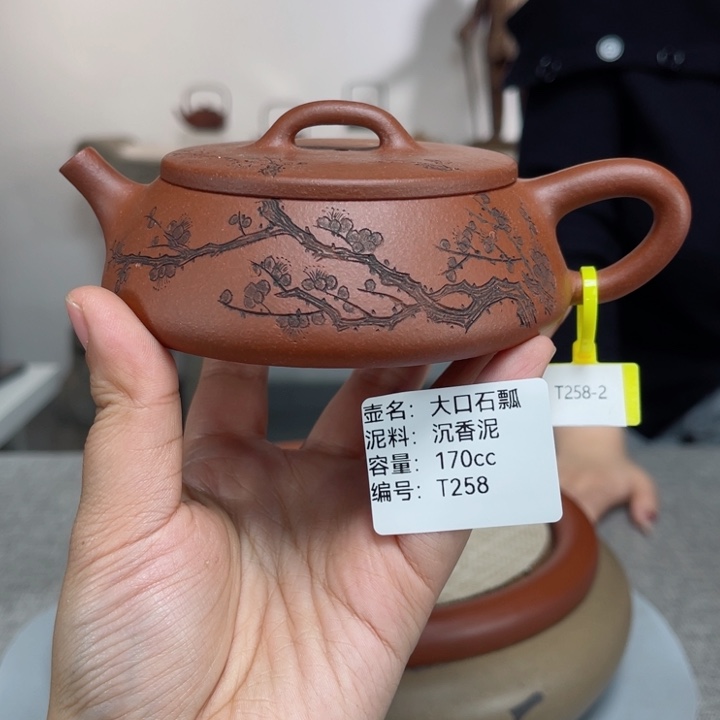 T258-2
壶名: 大口石瓢
泥料: 沉香泥
容量: 170cc
编号: T258